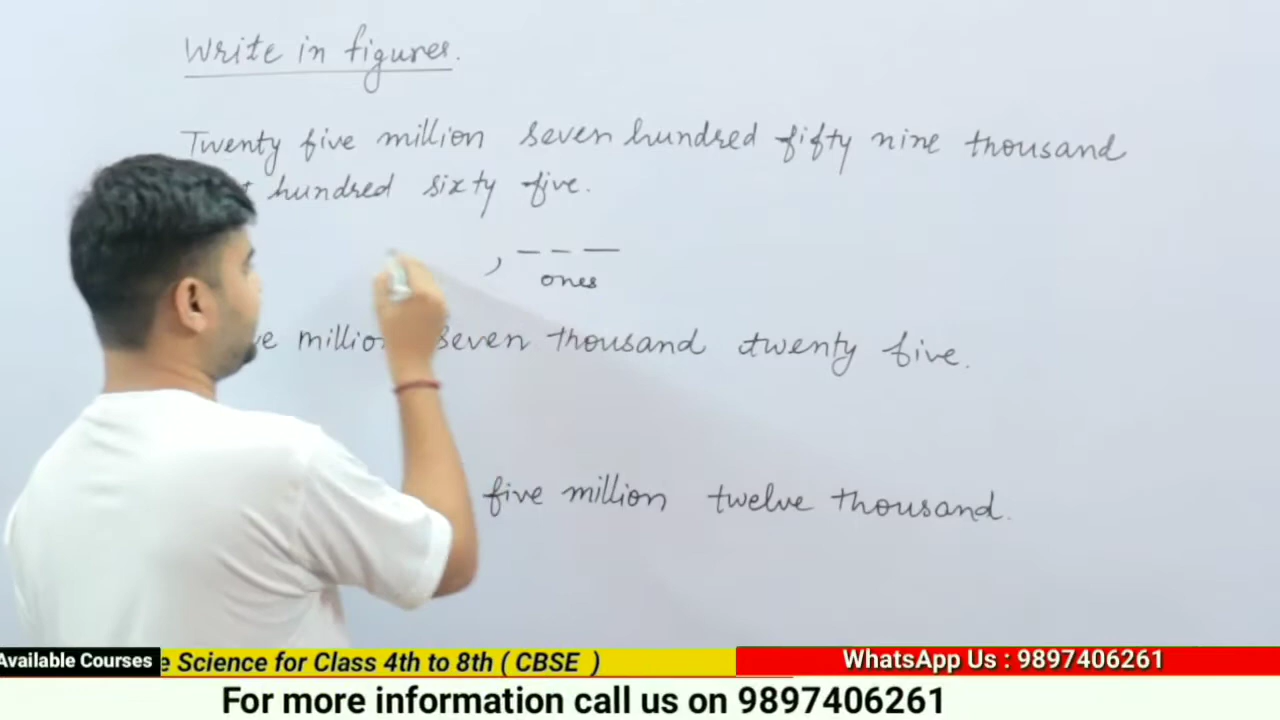 Write in figures.
Twenty five million seven hundred fifty nine thousand
hundred sixty five.
, _ _ _
ones
million seven thousand twenty five.
five million twelve thousand.
Available Courses
e Science for Class 4th to 8th ( CBSE )
WhatsApp Us : 9897406261
For more information call us on 9897406261